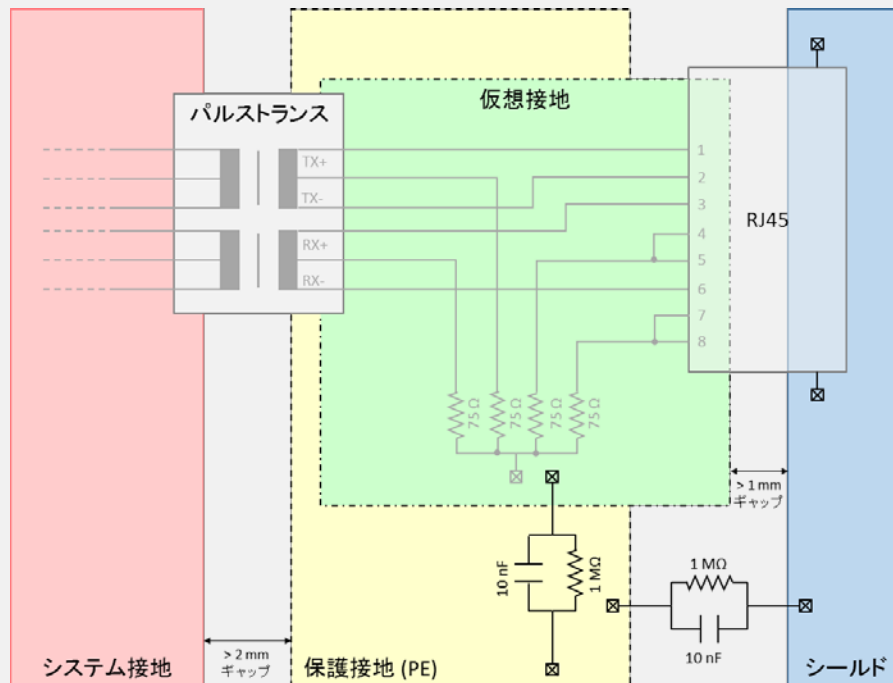 仮想接地
パルストランス
TX+
TX-
RX+
RX-
1
2
3
4
5
6
7
8
RJ45
75 Ω
75 Ω
75 Ω
75 Ω
> 1 mm
ギャップ
10 nF
1 MΩ
1 MΩ
10 nF
システム接地
> 2 mm
ギャップ
保護接地 (PE)
シールド